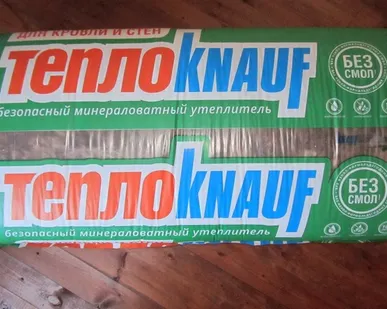 ДЛЯ КРОВЛИ И СТЕН
ТЕПЛОKNAUF
безопасный минераловатный утеплитель
БЕЗ
СМОЛ*
ТЕПЛОKNAUF
безопасный минераловатный утеплитель
БЕЗ
СМОЛ*